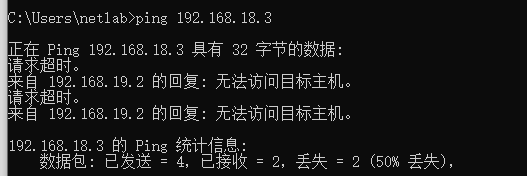 C:\Users\netlab>ping 192.168.18.3
正在 Ping 192.168.18.3 具有 32 字节的数据:
请求超时。
来自 192.168.19.2 的回复: 无法访问目标主机。
请求超时。
来自 192.168.19.2 的回复: 无法访问目标主机。
192.168.18.3 的 Ping 统计信息:
数据包: 已发送 = 4，已接收 = 2，丢失 = 2 (50% 丢失)，